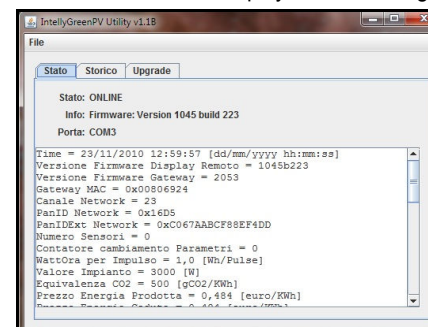 IntellyGreenPV Utility v1.1B
File
Stato Storico Upgrade
Stato: ONLINE
Info: Firmware: Version 1045 build 223
Porta: COM3
Time = 23/11/2010 12:59:57 [dd/mm/yyyy hh:mm:ss]
Versione Firmware Display Remoto = 1045b223
Versione Firmware Gateway = 2053
Gateway MAC = 0x00806924
Canale Network = 23
PanID Network = 0x16D5
PanIDExt Network = 0xC067AABCF88EF4DD
Numero Sensori = 0
Contatore cambiamento Parametri = 0
WattOra per Impulso = 1,0 [Wh/Pulse]
Valore Impianto = 3000 [W]
Equivalenza CO2 = 500 [gCO2/KWh]
Prezzo Energia Prodotta = 0,484 [euro/KWh]